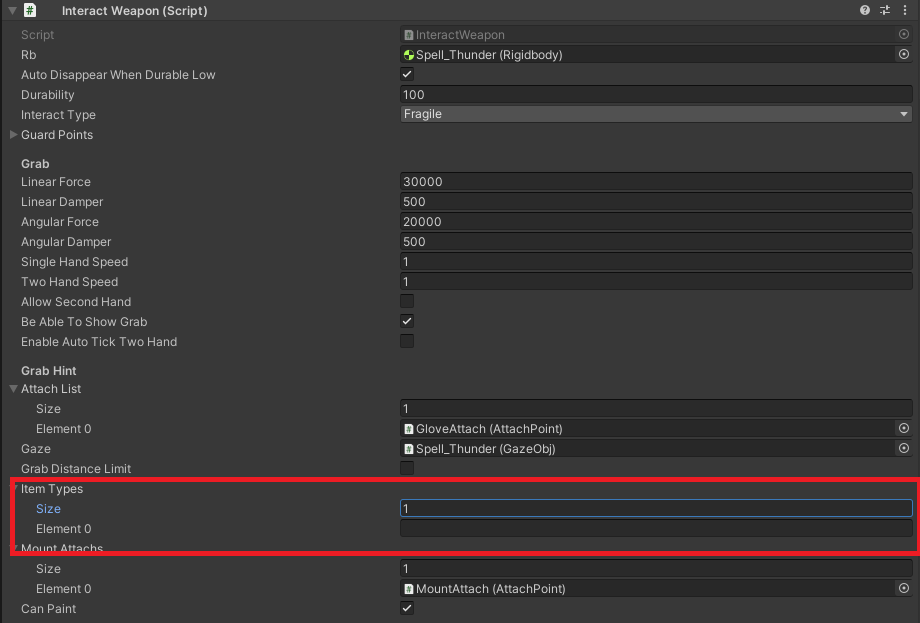 Interact Weapon (Script)
Script InteractWeapon
Rb Spell_Thunder (Rigidbody)
Auto Disappear When Durable Low
Durability 100
Interact Type Fragile
Guard Points
Grab
Linear Force 30000
Linear Damper 500
Angular Force 20000
Angular Damper 500
Single Hand Speed 1
Two Hand Speed 1
Allow Second Hand
Be Able To Show Grab
Enable Auto Tick Two Hand
Grab Hint
Attach List
Size 1
Element 0 GloveAttach (AttachPoint)
Gaze Spell_Thunder (GazeObj)
Grab Distance Limit
Item Types
Size 1
Element 0
Mount Attachs
Size 1
Element 0 MountAttach (AttachPoint)
Can Paint